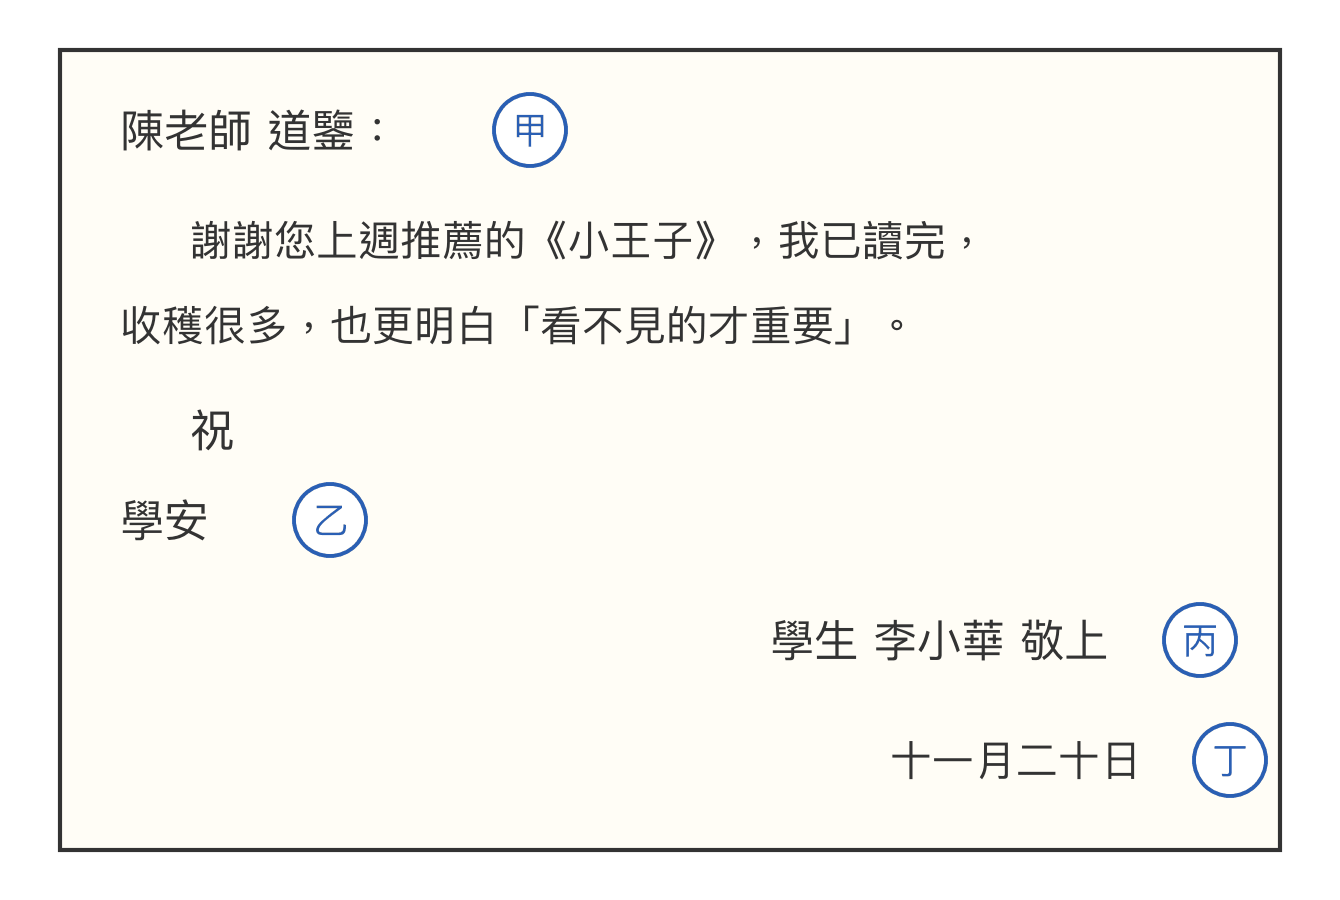 陳老師 道鑒： 甲
謝謝您上週推薦的《小王子》，我已讀完，
收穫很多，也更明白「看不見的才重要」。
祝
學安 乙
學生 李小華 敬上 丙
十一月二十日 丁